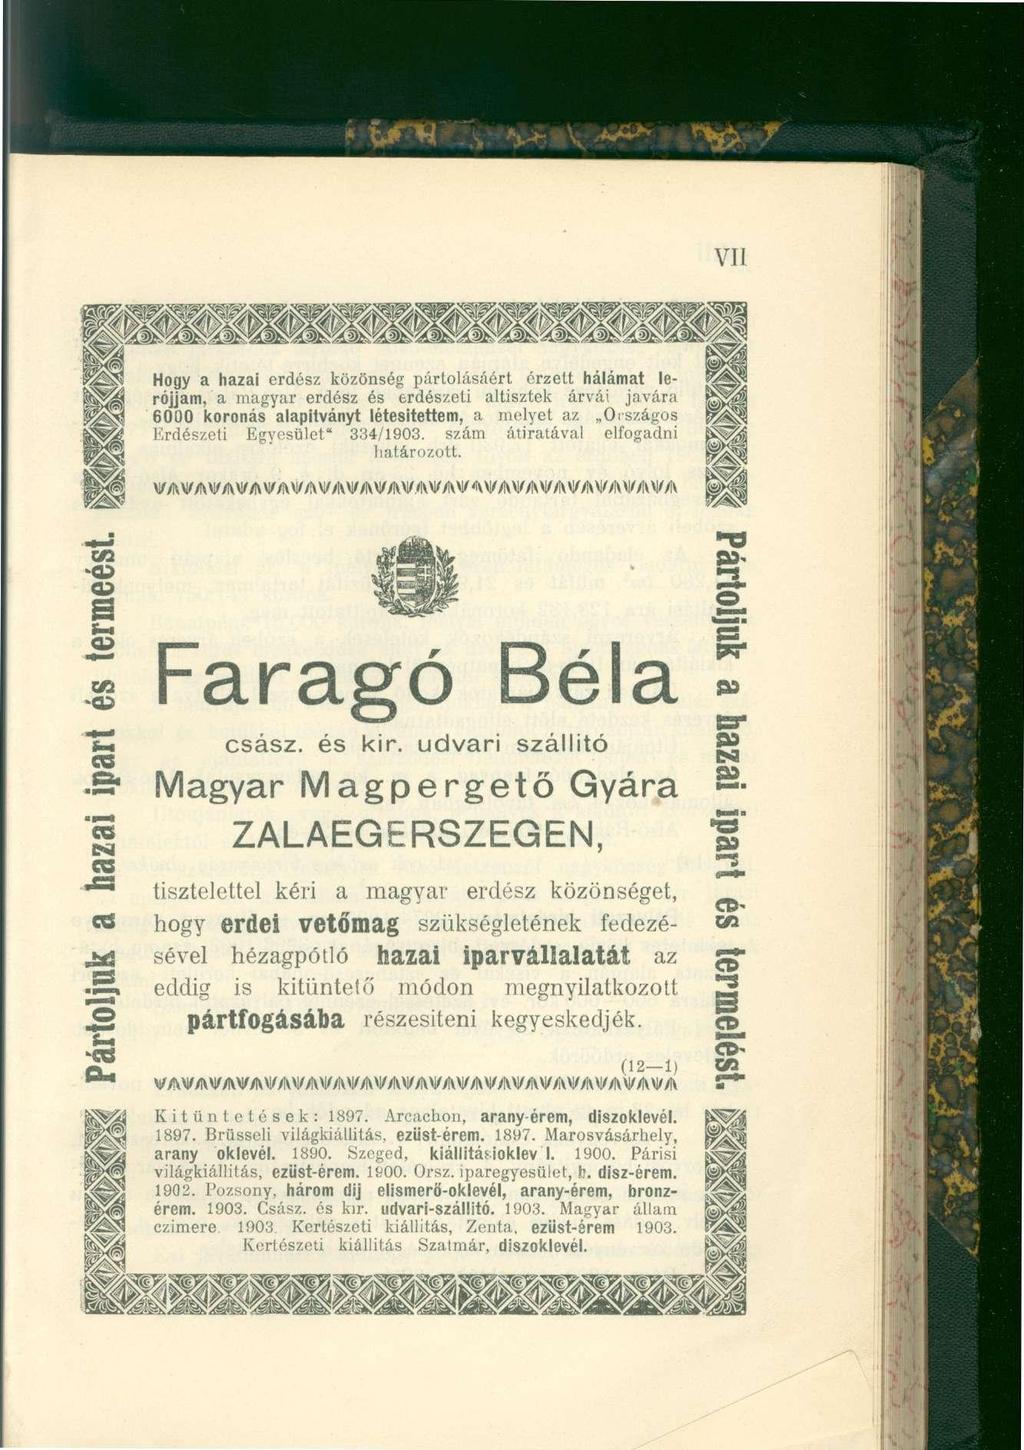 VII
Hogy a hazai erdész közönség pártolásáért érzett hálámat le-
rójjam, a magyar erdész és erdészeti altisztek árvái javára
6000 koronás alapitványt létesitettem, a melyet az „Országos
Erdészeti Egyesület“ 334/1903. szám átiratával elfogadni
határozott.
Pártoljuk a hazai ipart és termeést.
Faragó Béla
csász. és kir. udvari szállitó
Magyar Magpergető Gyára
ZALAEGERSZEGEN,
tisztelettel kéri a magyar erdész közönséget,
hogy erdei vetőmag szükségletének fedezé-
sével hézagpótló hazai iparvállalatát az
eddig is kitüntető módon megnyilatkozott
pártfogásába részesiteni kegyeskedjék.
(12—1)
Pártoljuk a hazai ipart és termelést.
Kitüntetések: 1897. Arcachon, arany-érem, diszoklevél.
1897. Brüsseli világkiállitás, ezüst-érem. 1897. Marosvásárhely,
arany oklevél. 1890. Szeged, kiállitásioklev l. 1900. Párisi
világkiállitás, ezüst-érem. 1900. Orsz. iparegyesület, b. disz-érem.
1902. Pozsony, három dij elismerő-oklevél, arany-érem, bronz-
érem. 1903. Csász. és kir. udvari-szállitó. 1903. Magyar állam
czimere. 1903. Kertészeti kiállitás, Zenta, ezüst-érem 1903.
Kertészeti kiállitás Szatmár, diszoklevél.